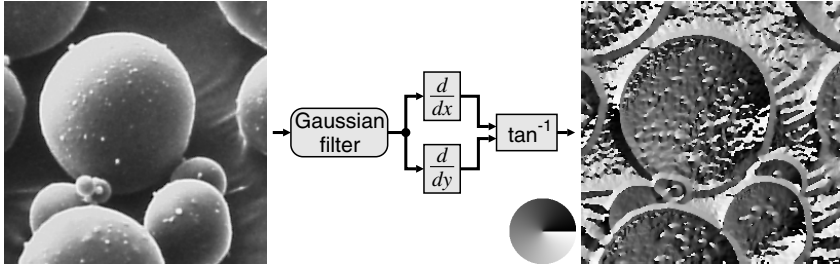 Gaussian
filter
d
dx
d
dy
tan⁻¹